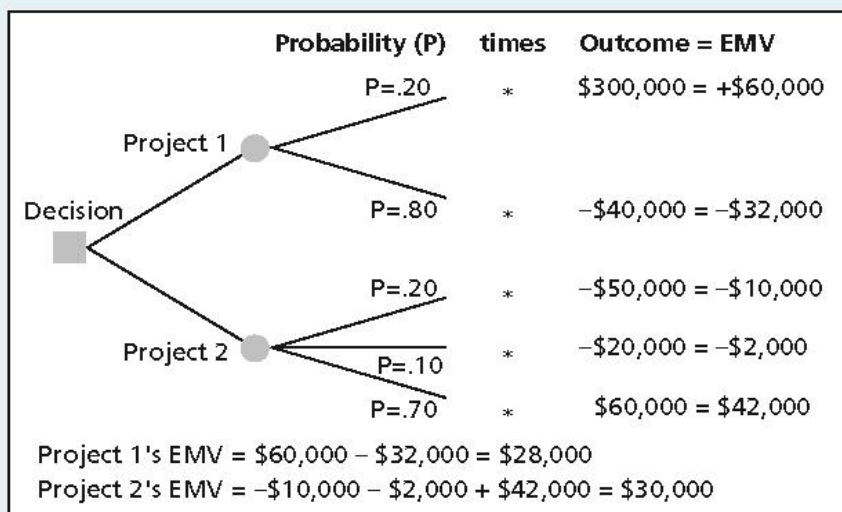 Probability (P) times Outcome = EMV
P=.20 * $300,000 = +$60,000
Project 1
P=.80 * –$40,000 = –$32,000
Decision
P=.20 * –$50,000 = –$10,000
Project 2
P=.10 * –$20,000 = –$2,000
P=.70 * $60,000 = $42,000
Project 1's EMV = $60,000 – $32,000 = $28,000
Project 2's EMV = –$10,000 – $2,000 + $42,000 = $30,000